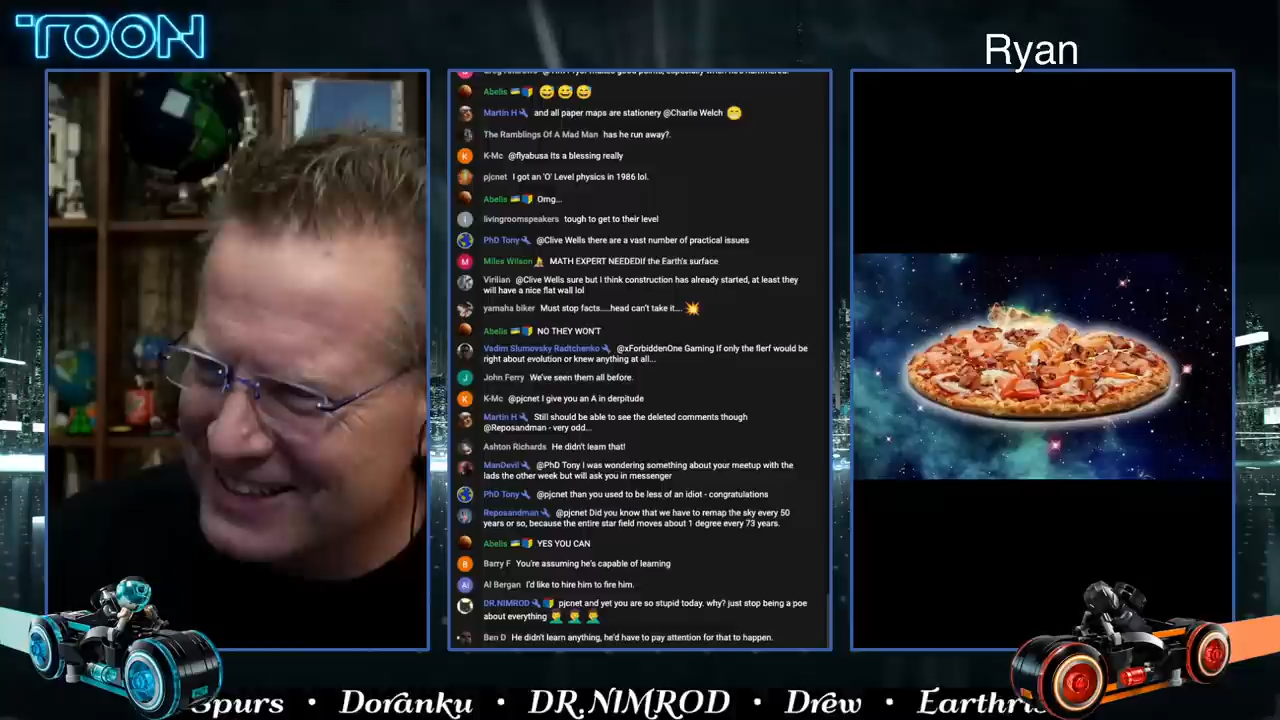 TOON
Ryan
Abelis
Martin H and all paper maps are stationery @Charlie Welch
The Ramblings Of A Mad Man has he run away?.
K K-Mc @flyabusa Its a blessing really
pjcnet I got an 'O' Level physics in 1986 lol.
Abelis Omg...
l livingroomspeakers tough to get to their level
PhD Tony @Clive Wells there are a vast number of practical issues
M Miles Wilson MATH EXPERT NEEDEDIf the Earth's surface
Virilian @Clive Wells sure but I think construction has already started, at least they
will have a nice flat wall lol
yamaha biker Must stop facts....head can't take it....
Abelis NO THEY WON'T
Vadim Slumovsky Radtchenko @xForbiddenOne Gaming If only the flerf would be
right about evolution or knew anything at all...
J John Ferry We've seen them all before.
K K-Mc @pjcnet I give you an A in derpitude
Martin H Still should be able to see the deleted comments though
@Reposandman - very odd...
Ashton Richards He didn't learn that!
ManDevil @PhD Tony I was wondering something about your meetup with the
lads the other week but will ask you in messenger
PhD Tony @pjcnet than you used to be less of an idiot - congratulations
Reposandman @pjcnet Did you know that we have to remap the sky every 50
years or so, because the entire star field moves about 1 degree every 73 years.
Abelis YES YOU CAN
B Barry F You're assuming he's capable of learning
Al Al Bergan I'd like to hire him to fire him.
DR.NIMROD pjcnet and yet you are so stupid today. why? just stop being a poe
about everything
Ben D He didn't learn anything, he'd have to pay attention for that to happen.
Spurs • Doranku • DR.NIMROD • Drew •